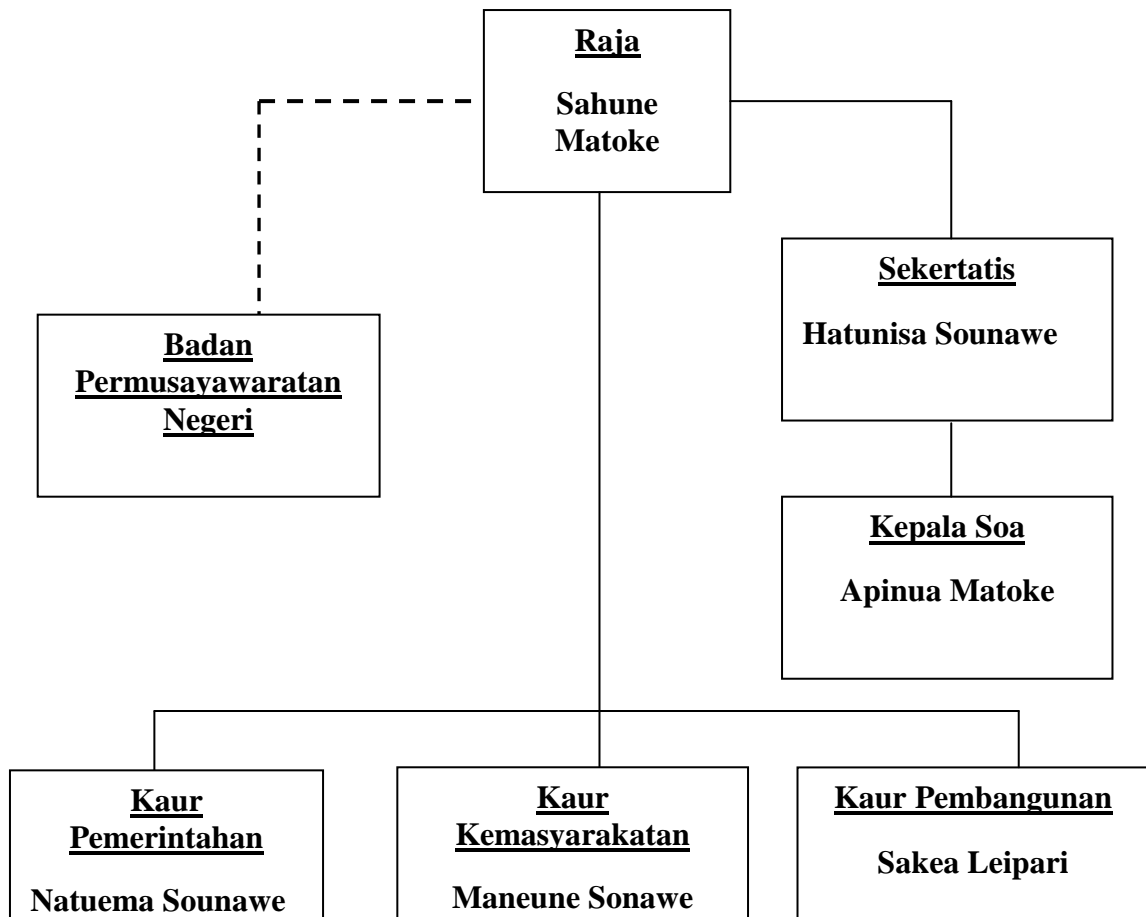 Raja
Sahune
Matoke
Sekertatis
Hatunisa Sounawe
Badan
Permusayawaratan
Negeri
Kepala Soa
Apinua Matoke
Kaur
Pemerintahan
Natuema Sounawe
Kaur
Kemasyarakatan
Maneune Sonawe
Kaur Pembangunan
Sakea Leipari